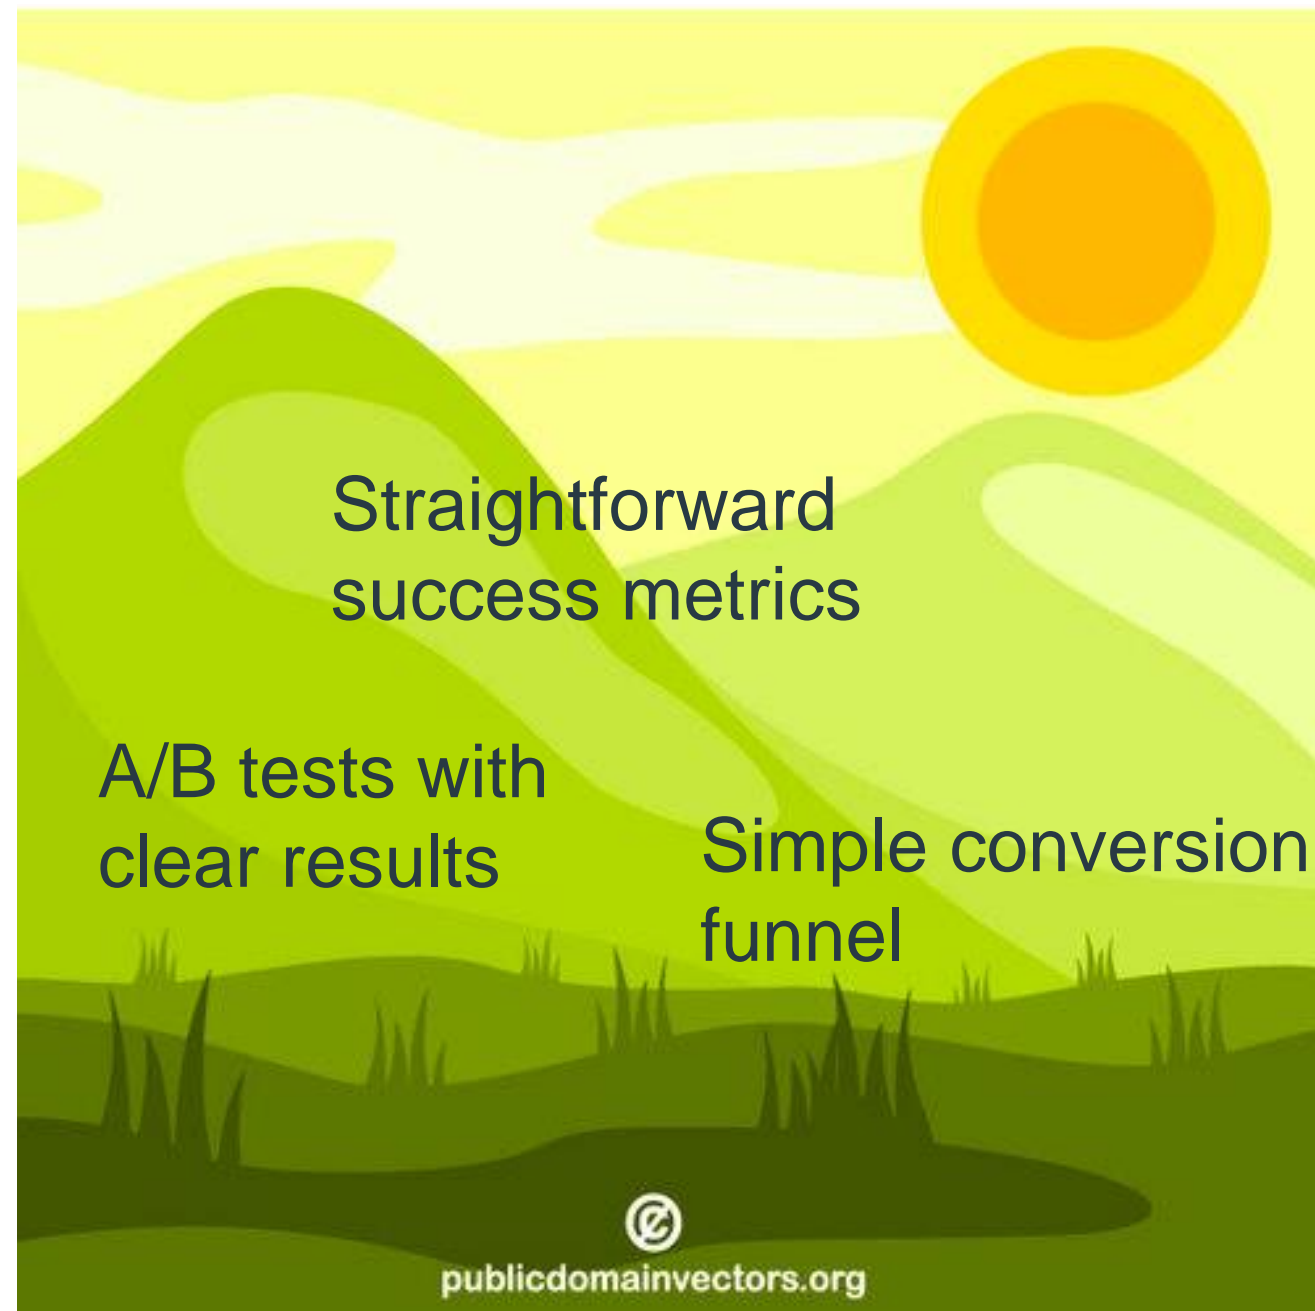 Straightforward
success metrics
A/B tests with
clear results
Simple conversion
funnel
publicdomainvectors.org